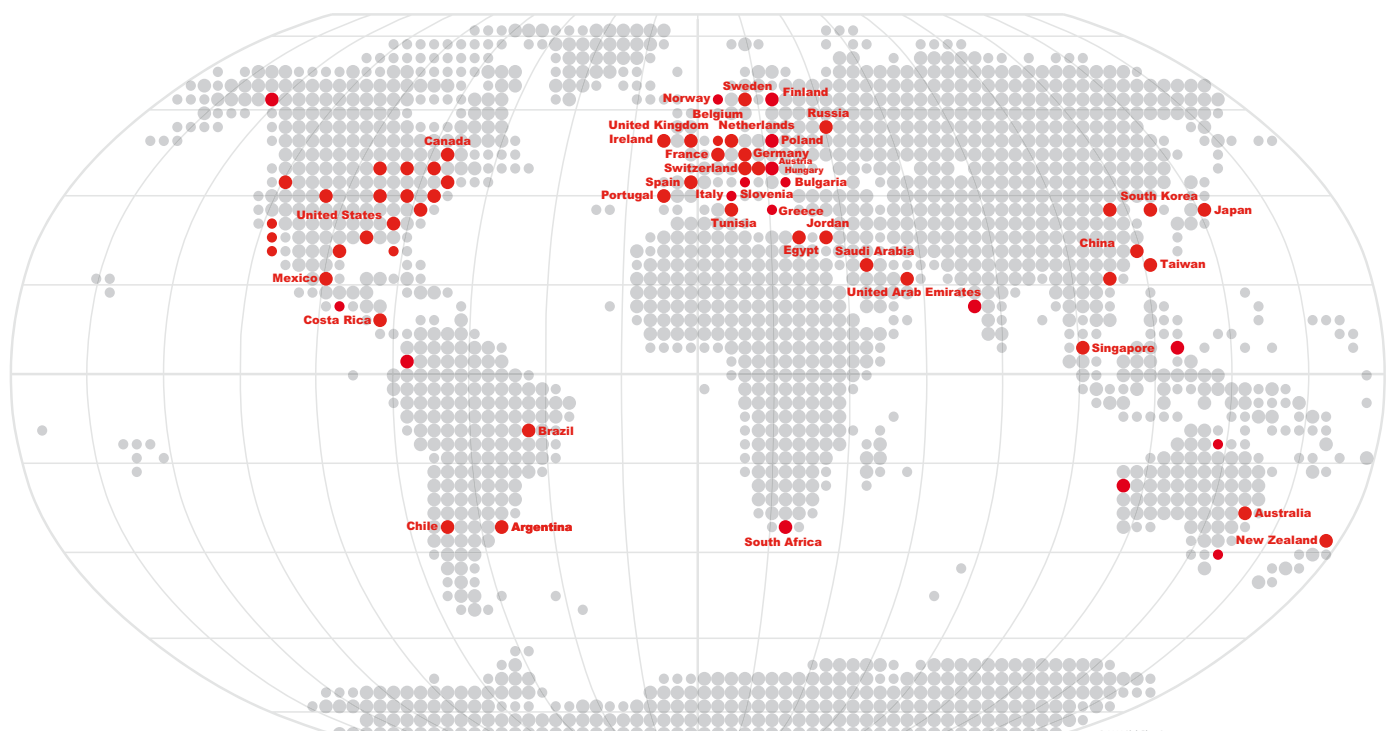 Sweden
Finland
Norway
Belgium
Russia
United Kingdom
Netherlands
Ireland
Poland
Canada
France
Germany
Austria
Hungary
Switzerland
Spain
Bulgaria
Portugal
Italy
Slovenia
South Korea
Greece
Japan
United States
Tunisia
Jordan
Egypt
Saudi Arabia
China
Taiwan
Mexico
United Arab Emirates
Costa Rica
Singapore
Brazil
Chile
Argentina
Australia
South Africa
New Zealand